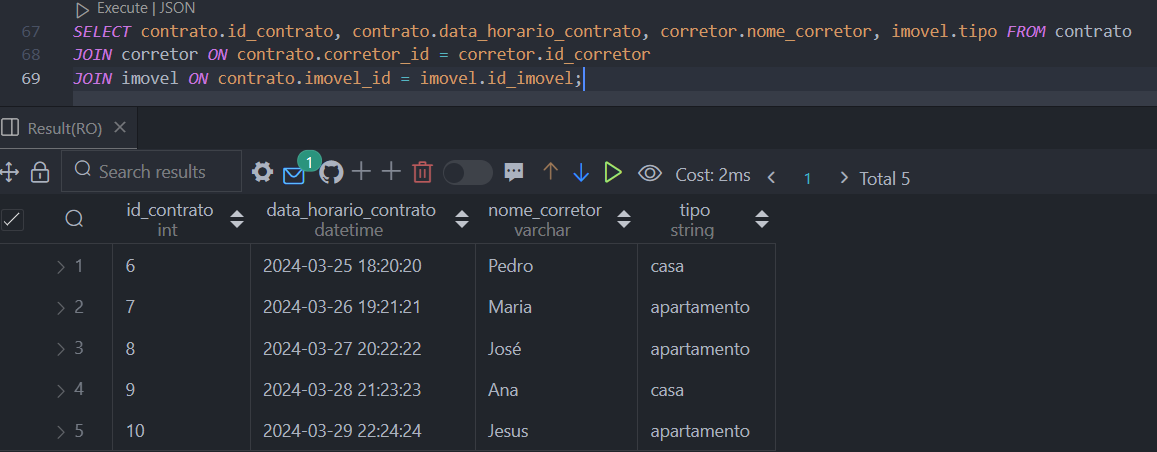 Execute | JSON
67 SELECT contrato.id_contrato, contrato.data_horario_contrato, corretor.nome_corretor, imovel.tipo FROM contrato
68 JOIN corretor ON contrato.corretor_id = corretor.id_corretor
69 JOIN imovel ON contrato.imovel_id = imovel.id_imovel;
Result(RO)
Search results 1 Cost: 2ms 1 Total 5
id_contrato data_horario_contrato nome_corretor tipo
int datetime varchar string
1 6 2024-03-25 18:20:20 Pedro casa
2 7 2024-03-26 19:21:21 Maria apartamento
3 8 2024-03-27 20:22:22 José apartamento
4 9 2024-03-28 21:23:23 Ana casa
5 10 2024-03-29 22:24:24 Jesus apartamento